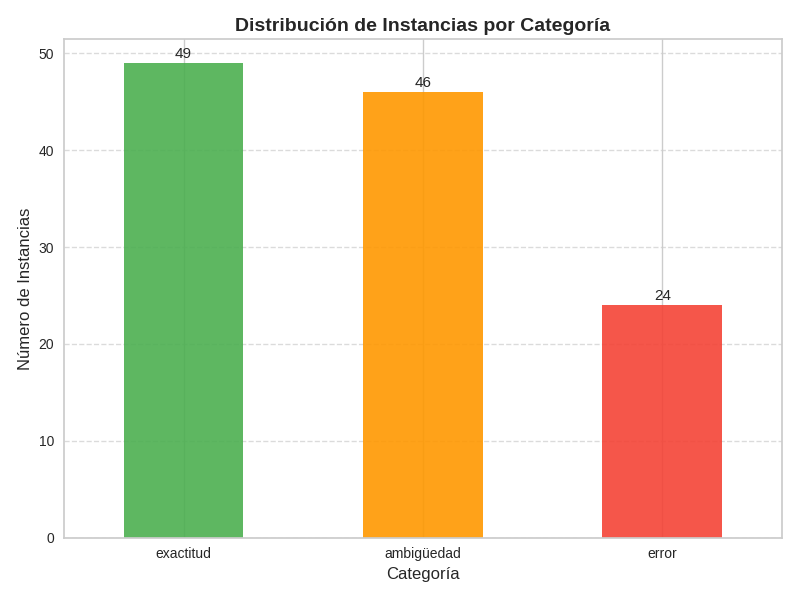 Distribución de Instancias por Categoría
Número de Instancias
50
40
30
20
10
0
49
46
24
exactitud
ambigüedad
error
Categoría